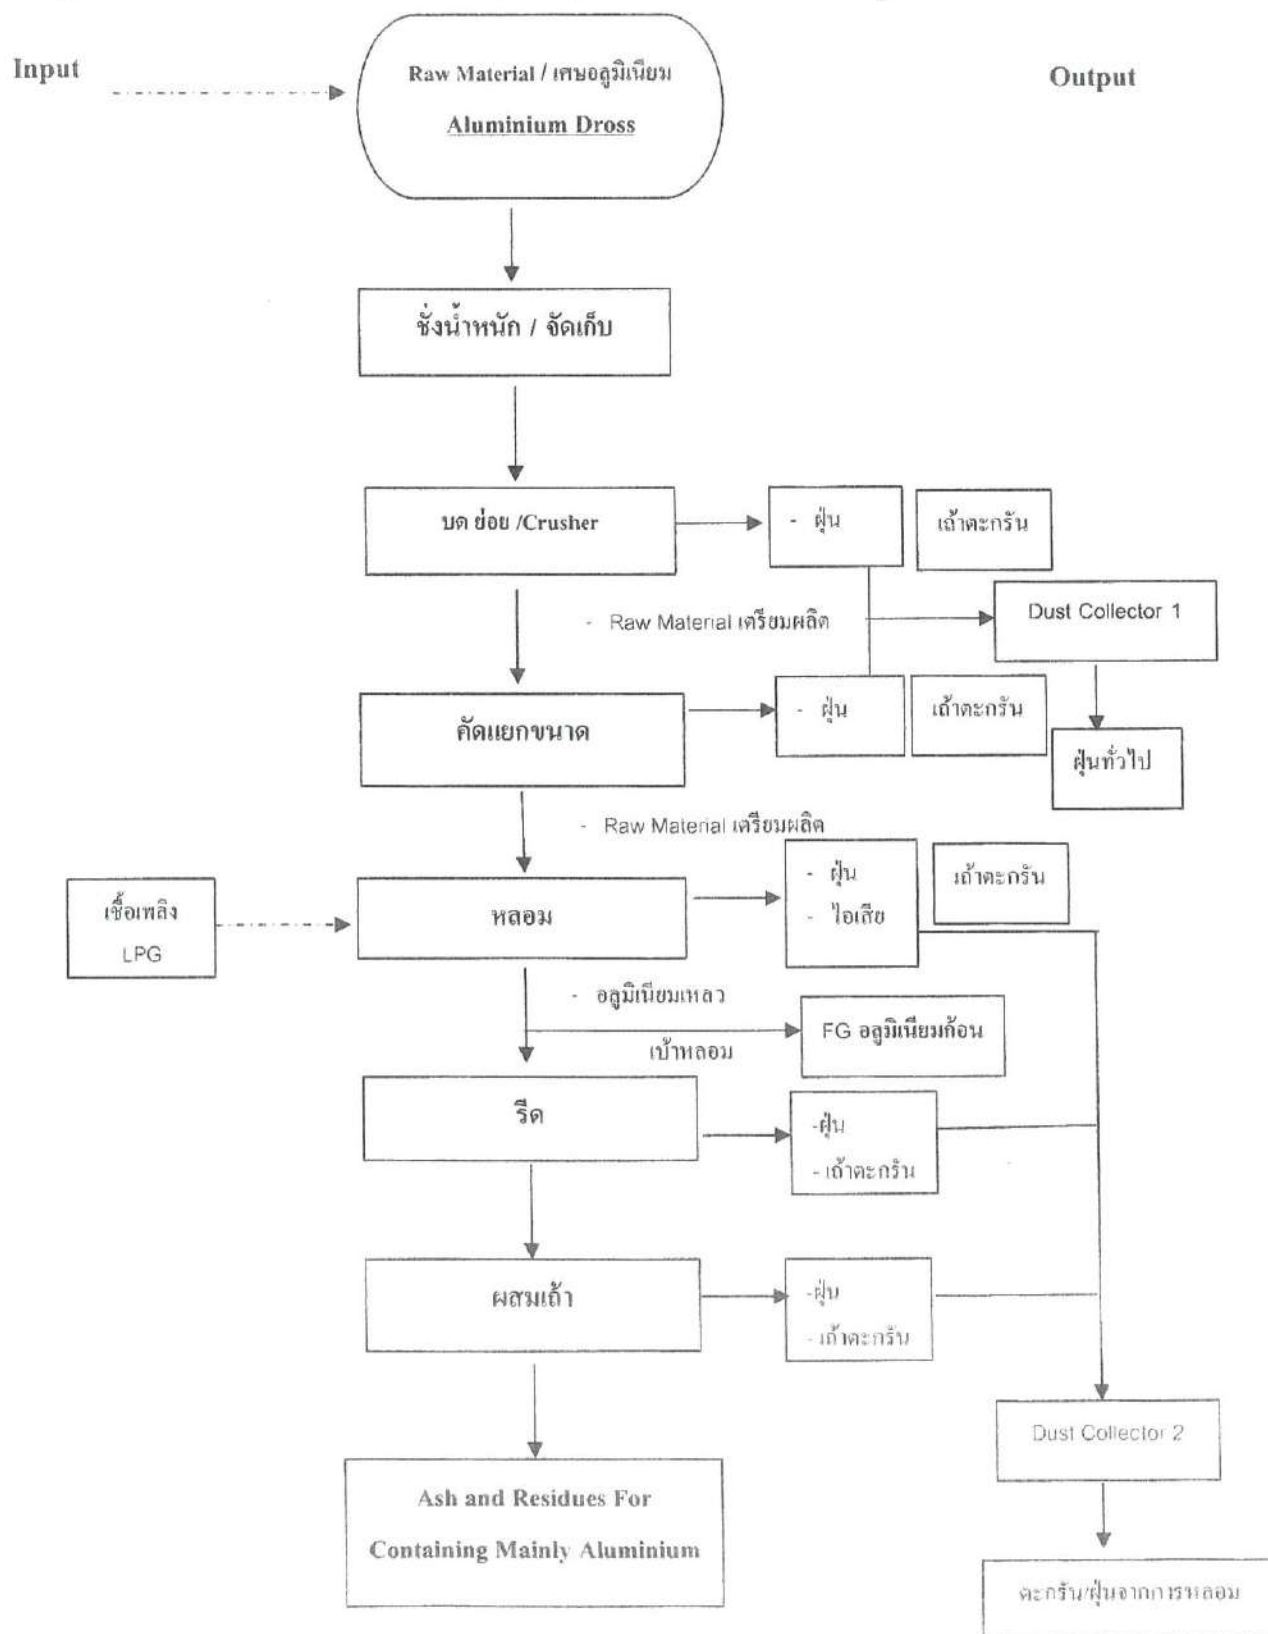 Input
Raw Material / เศษอลูมิเนียม
Output
Aluminium Dross
ชั่งน้ำหนัก / จัดเก็บ
บด ย่อย /Crusher
- ฝุ่น
เถ้าตะกรัน
- Raw Material เตรียมผลิต
Dust Collector 1
คัดแยกขนาด
- ฝุ่น
เถ้าตะกรัน
ฝุ่นทั่วไป
- Raw Material เตรียมผลิต
เชื้อเพลิง
LPG
หลอม
- ฝุ่น
- ไอเสีย
เถ้าตะกรัน
- อลูมิเนียมเหลว
เบ้าหลอม
FG อลูมิเนียมก้อน
รีด
-ฝุ่น
- เถ้าตะกรัน
ผสมเถ้า
-ฝุ่น
- เถ้าตะกรัน
Dust Collector 2
Ash and Residues For
Containing Mainly Aluminium
ตะกรัน/ฝุ่นจากการหลอม